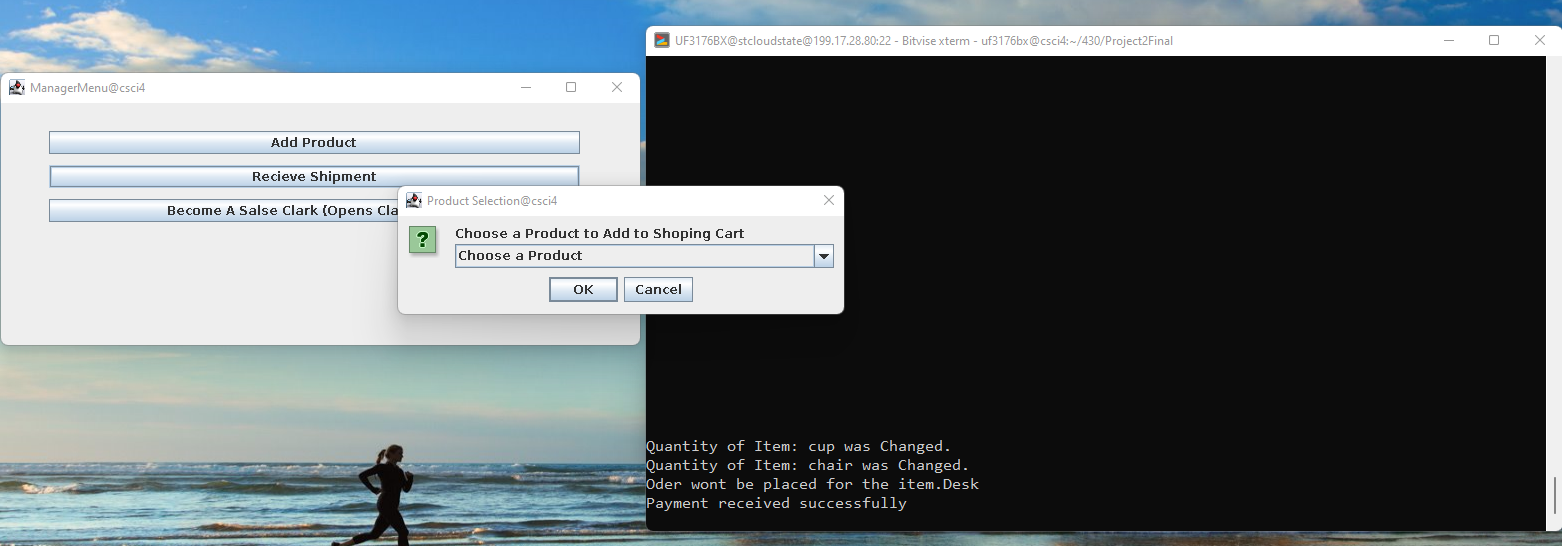 UF3176BX@stcloudstate@199.17.28.80:22 - Bitvise xterm - uf3176bx@csci4:~/430/Project2Final
ManagerMenu@csci4
Add Product
Recieve Shipment
Become A Salse Clark {Opens Cla
Product Selection@csci4
?
Choose a Product to Add to Shoping Cart
Choose a Product
OK Cancel
Quantity of Item: cup was Changed.
Quantity of Item: chair was Changed.
Oder wont be placed for the item.Desk
Payment received successfully